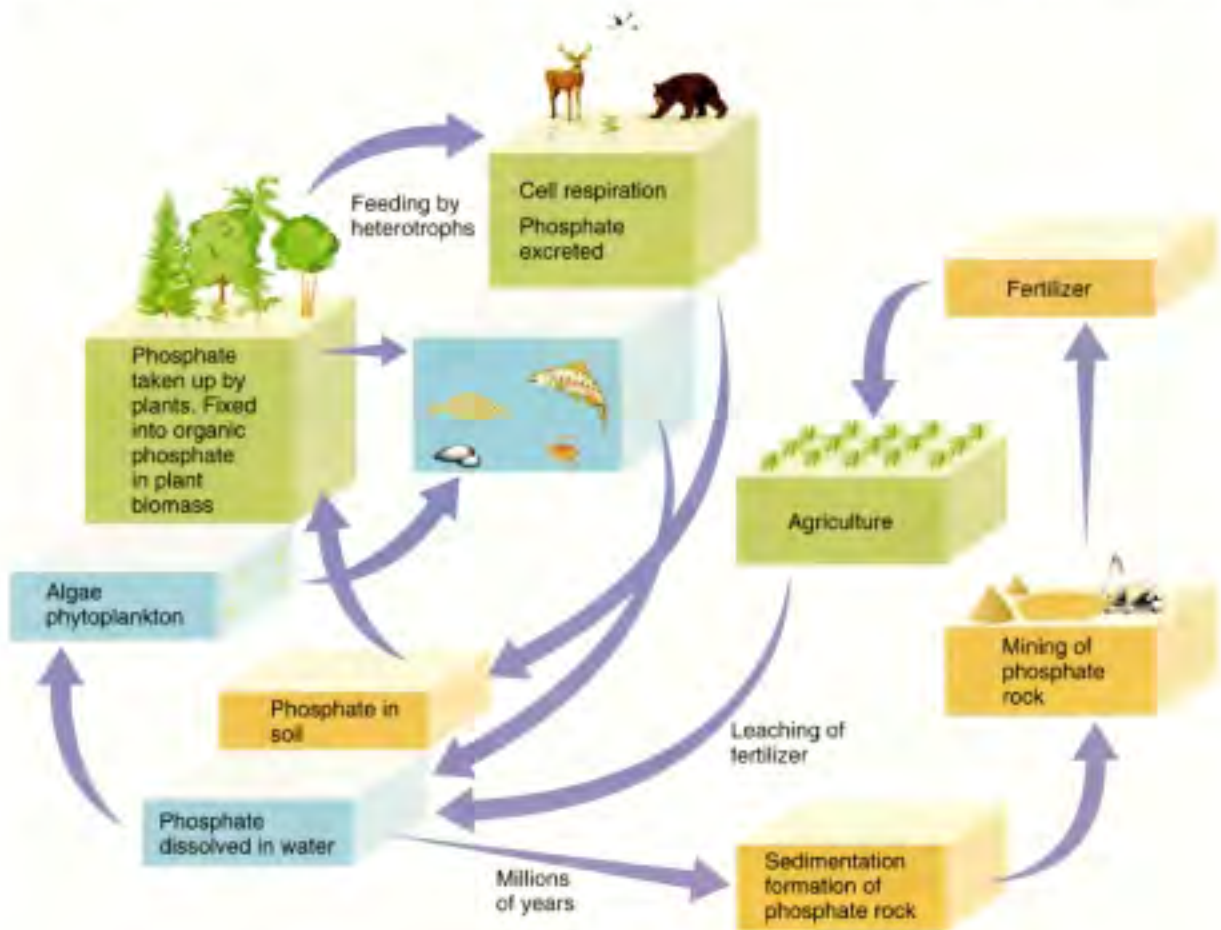 Cell respiration
Phosphate
excreted
Feeding by
heterotrophs
Fertilizer
Phosphate
taken up by
plants. Fixed
into organic
phosphate
in plant
biomass
Agriculture
Algae
phytoplankton
Mining of
phosphate
rock
Phosphate in
soil
Leaching of
fertilizer
Phosphate
dissolved in water
Millions
of years
Sedimentation
formation of
phosphate rock